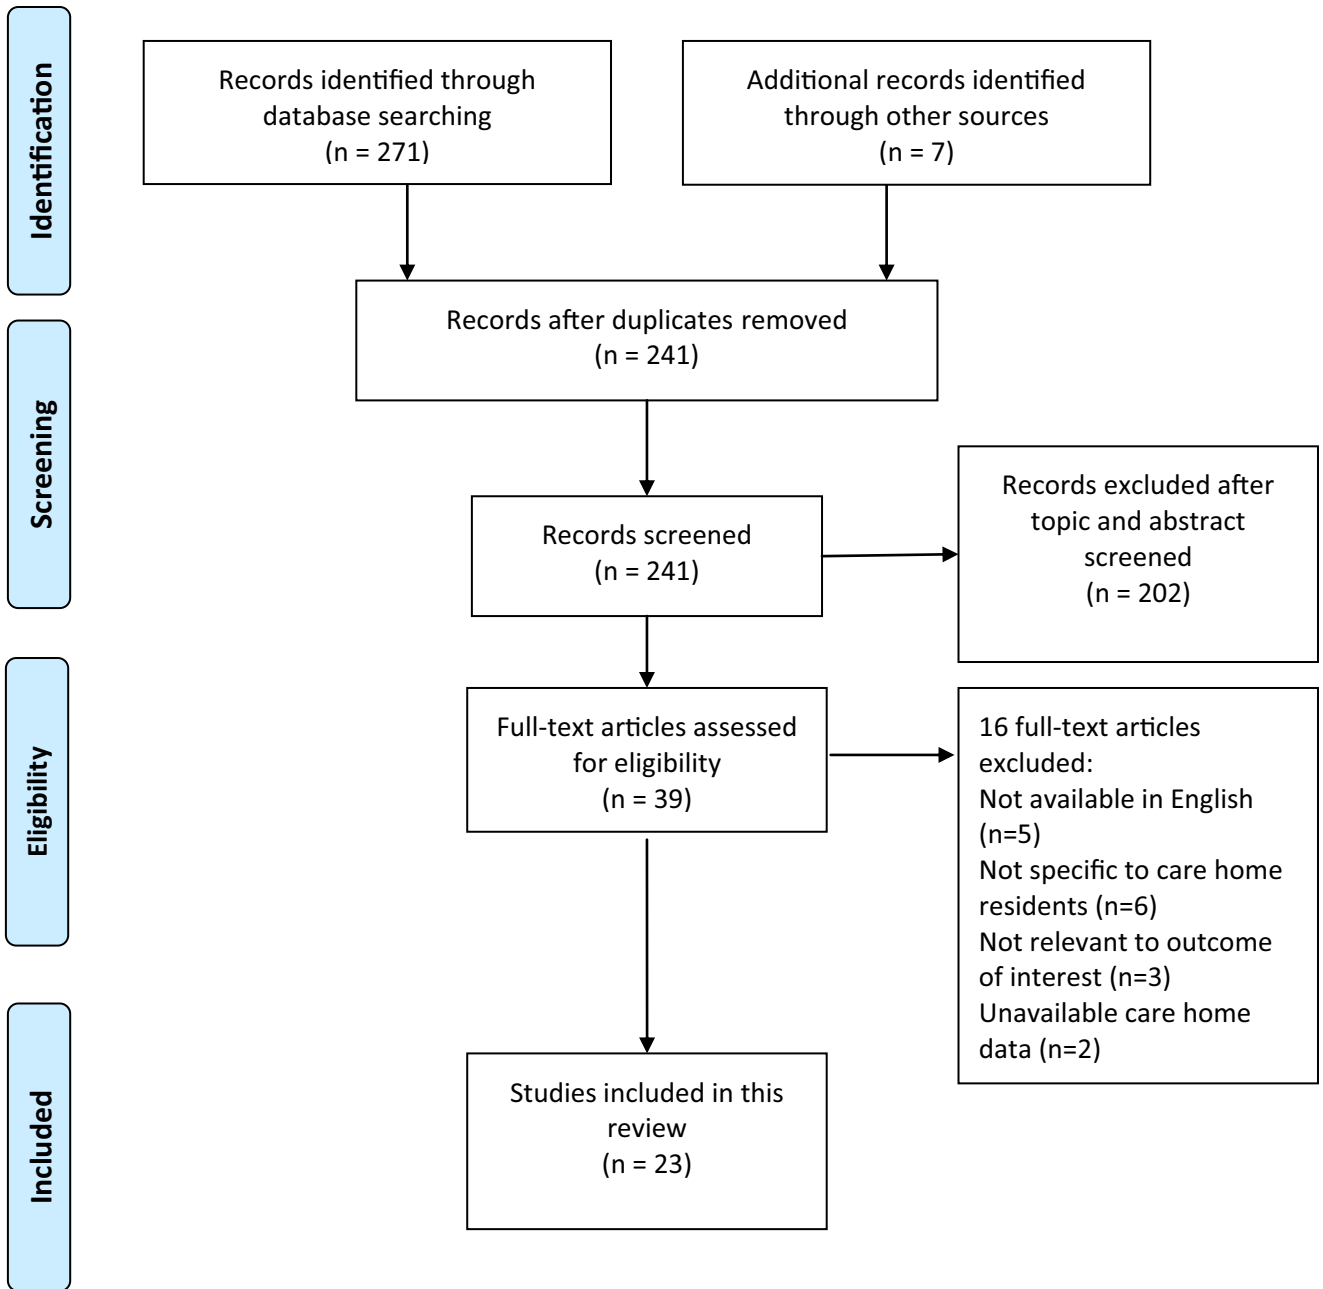 Identification
Records identified through
database searching
(n = 271)
Additional records identified
through other sources
(n = 7)
Records after duplicates removed
(n = 241)
Screening
Records screened
(n = 241)
Records excluded after
topic and abstract
screened
(n = 202)
Eligibility
Full-text articles assessed
for eligibility
(n = 39)
16 full-text articles
excluded:
Not available in English
(n=5)
Not specific to care home
residents (n=6)
Not relevant to outcome
of interest (n=3)
Unavailable care home
data (n=2)
Included
Studies included in this
review
(n = 23)